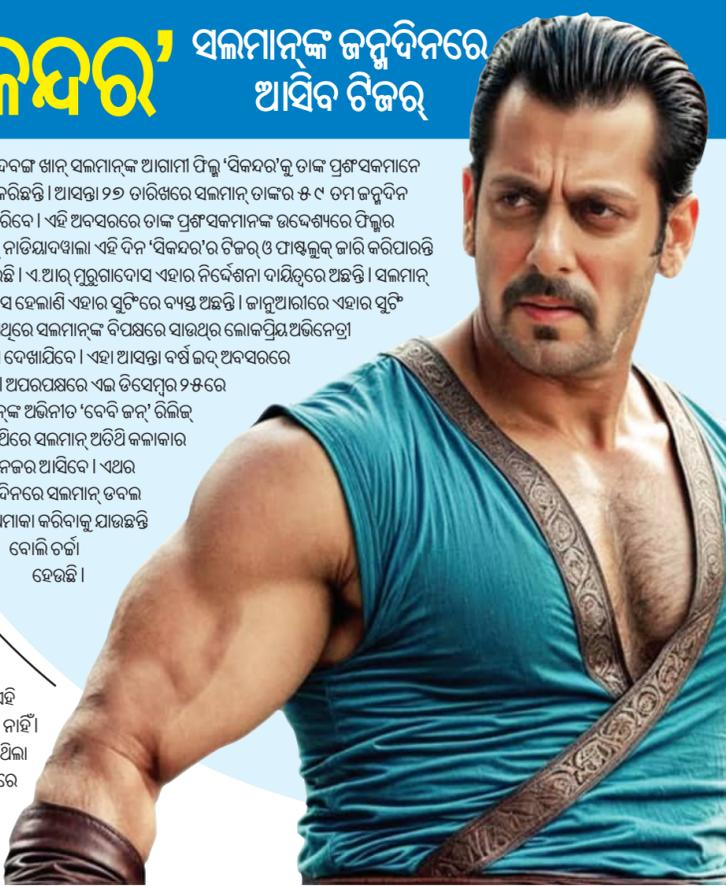 ସଲମାନ୍‌ଙ୍କ ଜନ୍ମଦିନରେ
ଆସିବ ଟିଜର୍
ଦବଙ୍ଗ ଖାନ୍ ସଲମାନ୍‌ଙ୍କ ଆଗାମୀ ଫିଲ୍ମ ‘ସିକନ୍ଦର’କୁ ତାଙ୍କ ପ୍ରଶଂସକମାନେ
କରିଛନ୍ତି । ଆସନ୍ତା ୨୭ ତାରିଖରେ ସଲମାନ୍ ତାଙ୍କର ୫୯ ତମ ଜନ୍ମଦିନ
। ଏହି ଅବସରରେ ତାଙ୍କ ପ୍ରଶଂସକମାନଙ୍କ ଉଦ୍ଦେଶ୍ୟରେ ଫିଲ୍ମର
ନାଡିୟାଦୱାଲା ଏହି ଦିନ ‘ସିକନ୍ଦର’ର ଟିଜର୍ ଓ ଫାଷ୍ଟଲୁକ୍ ଜାରି କରିପାରନ୍ତି
। ଏ.ଆର୍ ମୁରୁଗାଦୋସ ଏହାର ନିର୍ଦ୍ଦେଶନା ଦାୟିତ୍ୱରେ ଅଛନ୍ତି । ସଲମାନ୍
ହେଲାଣି ଏହାର ସୁଟିଂରେ ବ୍ୟସ୍ତ ଅଛନ୍ତି । ଜାନୁଆରୀରେ ଏହାର ସୁଟିଂ
ସଲମାନ୍‌ଙ୍କ ବିପକ୍ଷରେ ସାଉଥ୍‌ର ଲୋକପ୍ରିୟ ଅଭିନେତ୍ରୀ
ଦେଖାଯିବେ । ଏହା ଆସନ୍ତା ବର୍ଷ ଇଦ୍ ଅବସରରେ
। ଅପରପକ୍ଷରେ ଏଇ ଡିସେମ୍ବର ୨୫ରେ
ଅଭିନୀତ ‘ବେବି ଜନ୍’ ରିଲିଜ୍
ସଲମାନ୍ ଅତିଥି କଳାକାର
ନଜର ଆସିବେ । ଏଥର
ସଲମାନ୍ ଡବଲ
କରିବାକୁ ଯାଉଛନ୍ତି
ବୋଲି ଚର୍ଚ୍ଚା
ହେଉଛି ।
ନାହିଁ ।